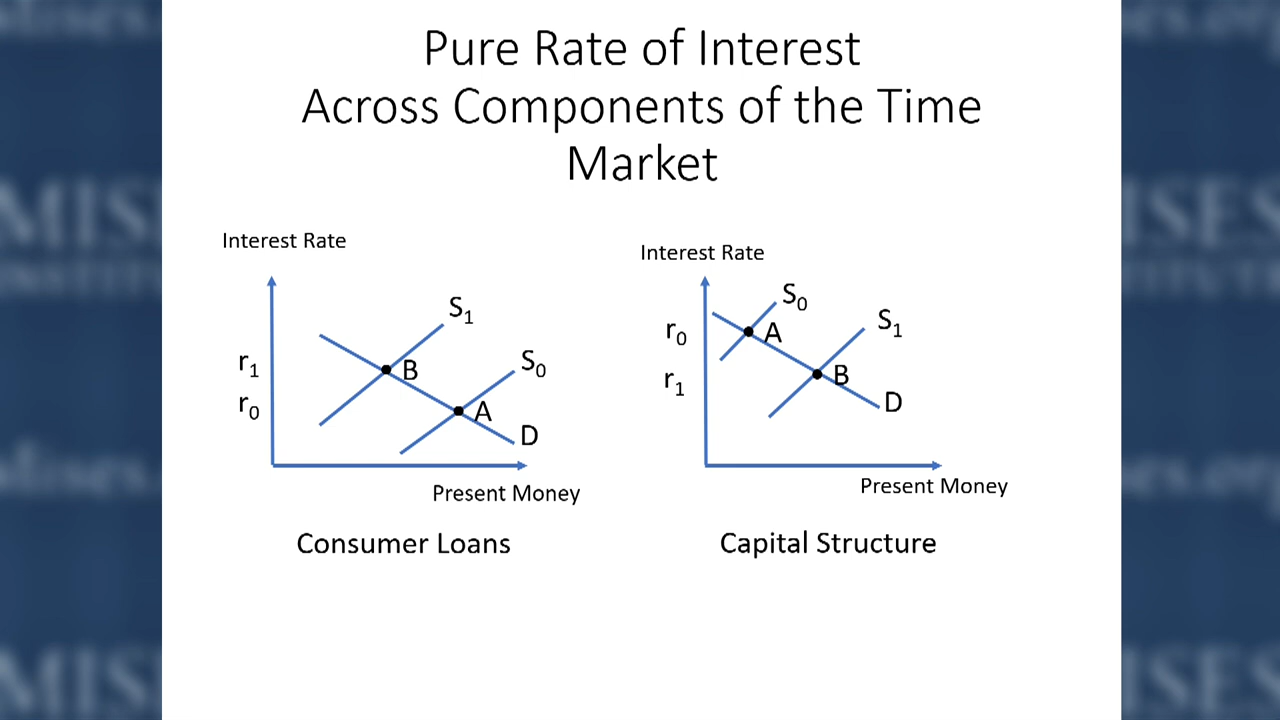 Pure Rate of Interest
Across Components of the Time
Market
Interest Rate
S₁
r₁
B
S₀
r₀
A
D
Present Money
Consumer Loans
Interest Rate
S₀
r₀
A
S₁
r₁
B
D
Present Money
Capital Structure